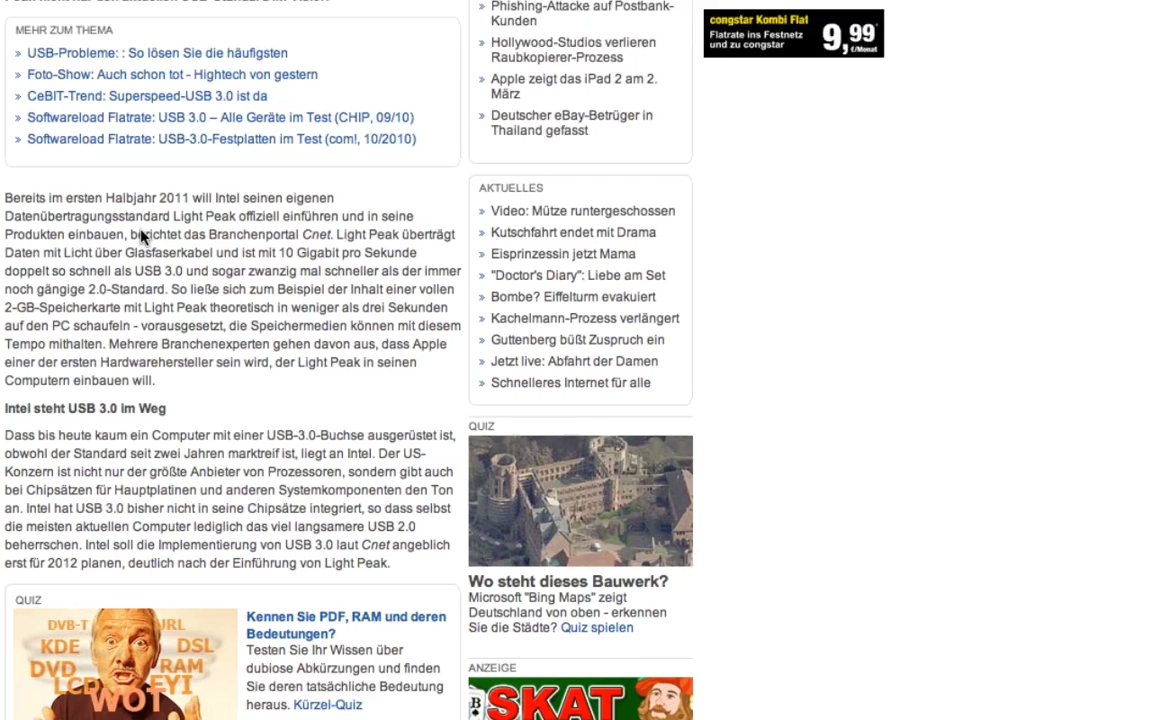 MEHR ZUM THEMA
» USB-Probleme: : So lösen Sie die häufigsten
» Foto-Show: Auch schon tot - Hightech von gestern
» CeBIT-Trend: Superspeed-USB 3.0 ist da
» Softwareload Flatrate: USB 3.0 – Alle Geräte im Test (CHIP, 09/10)
» Softwareload Flatrate: USB-3.0-Festplatten im Test (com!, 10/2010)
Bereits im ersten Halbjahr 2011 will Intel seinen eigenen
Datenübertragungsstandard Light Peak offiziell einführen und in seine
Produkten einbauen, berichtet das Branchenportal Cnet. Light Peak überträgt
Daten mit Licht über Glasfaserkabel und ist mit 10 Gigabit pro Sekunde
doppelt so schnell als USB 3.0 und sogar zwanzig mal schneller als der immer
noch gängige 2.0-Standard. So ließe sich zum Beispiel der Inhalt einer vollen
2-GB-Speicherkarte mit Light Peak theoretisch in weniger als drei Sekunden
auf den PC schaufeln - vorausgesetzt, die Speichermedien können mit diesem
Tempo mithalten. Mehrere Branchenexperten gehen davon aus, dass Apple
einer der ersten Hardwarehersteller sein wird, der Light Peak in seinen
Computern einbauen will.
Intel steht USB 3.0 im Weg
Dass bis heute kaum ein Computer mit einer USB-3.0-Buchse ausgerüstet ist,
obwohl der Standard seit zwei Jahren marktreif ist, liegt an Intel. Der US-
Konzern ist nicht nur der größte Anbieter von Prozessoren, sondern gibt auch
bei Chipsätzen für Hauptplatinen und anderen Systemkomponenten den Ton
an. Intel hat USB 3.0 bisher nicht in seine Chipsätze integriert, so dass selbst
die meisten aktuellen Computer lediglich das viel langsamere USB 2.0
beherrschen. Intel soll die Implementierung von USB 3.0 laut Cnet angeblich
erst für 2012 planen, deutlich nach der Einführung von Light Peak.
QUIZ
DVB-T URL
KDE DSL
DVD RAM
LCD FYI
WOT
Kennen Sie PDF, RAM und deren
Bedeutungen?
Testen Sie Ihr Wissen über
dubiose Abkürzungen und finden
Sie deren tatsächliche Bedeutung
heraus. Kürzel-Quiz
» Phishing-Attacke auf Postbank-
Kunden
» Hollywood-Studios verlieren
Raubkopierer-Prozess
» Apple zeigt das iPad 2 am 2.
März
» Deutscher eBay-Betrüger in
Thailand gefasst
AKTUELLES
» Video: Mütze runtergeschossen
» Kutschfahrt endet mit Drama
» Eisprinzessin jetzt Mama
» "Doctor's Diary": Liebe am Set
» Bombe? Eiffelturm evakuiert
» Kachelmann-Prozess verlängert
» Guttenberg büßt Zuspruch ein
» Jetzt live: Abfahrt der Damen
» Schnelleres Internet für alle
QUIZ
Wo steht dieses Bauwerk?
Microsoft "Bing Maps" zeigt
Deutschland von oben - erkennen
Sie die Städte? Quiz spielen
ANZEIGE
SKAT
B
congstar Kombi Flat
Flatrate ins Festnetz
und zu congstar
9,99
€/Monat